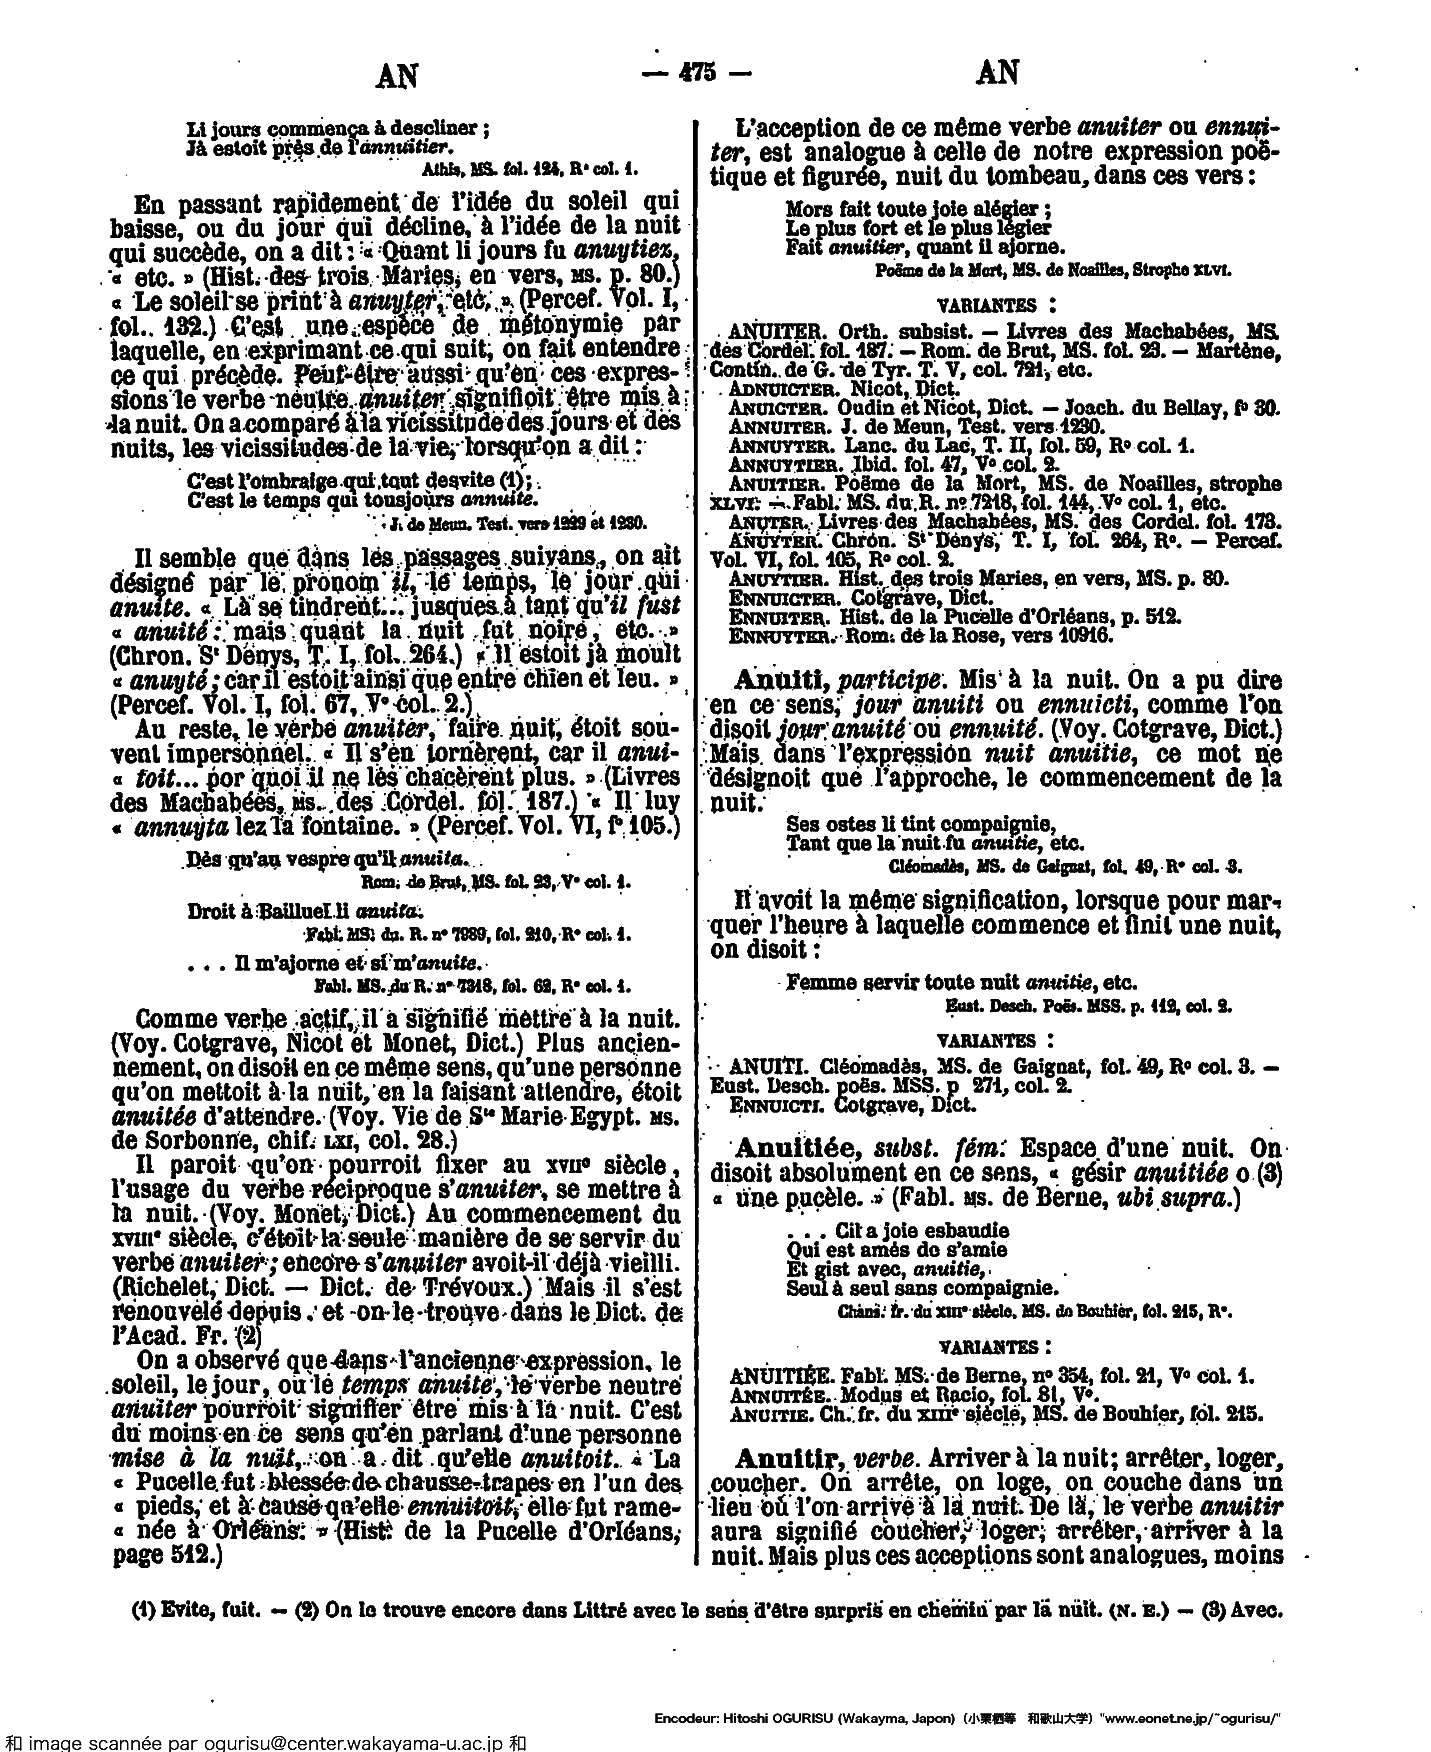 AN
— 475 —
AN
Li jours commença à descliner ;
Jà estoit près de l'annuitier.
Athis, MS. fol. 124, R° col. 1.
En passant rapidement de l'idée du soleil qui
baisse, ou du jour qui décline, à l'idée de la nuit
qui succède, on a dit : « Quant li jours fu anuytiez,
« etc. » (Hist. des trois Maries, en vers, MS. p. 80.)
« Le soleil se print à anuyter, etc. » (Percef. Vol. I,
fol. 132.) C'est une espèce de métonymie par
laquelle, en exprimant ce qui suit, on fait entendre
ce qui précède. Peut-être aussi qu'en ces expres-
sions le verbe neutre anuiter signifioit être mis à
la nuit. On a comparé à la vicissitude des jours et des
nuits, les vicissitudes de la vie, lorsqu'on a dit :
C'est l'ombraige qui tout desvite (1);
C'est le temps qui tousjours annuite.
J. de Meun. Test. vers 1229 et 1230.
Il semble que dans les passages suivans, on ait
désigné par le pronom il, le temps, le jour qui
anuite. « Là se tindrent... jusques à tant qu'il fust
« anuité : mais quant la nuit fut noire, etc. »
(Chron. St Denys, T. I, fol. 264.) « Il estoit jà moult
« anuyté ; car il estoit ainsi que entre chien et leu. »
(Percef. Vol. I, fol. 67, V° col. 2.)
Au reste, le verbe anuiter, faire nuit, étoit sou-
vent impersonnel. « Il s'en tornèrent, car il anui-
« toit... por quoi il ne les chacèrent plus. » (Livres
des Machabées, MS. des Cordel. fol. 187.) « Il luy
« annuyta lez la fontaine. » (Percef. Vol. VI, f° 105.)
Dès qu'au vespre qu'il anuita.
Rom. de Brut, MS. fol. 23, V° col. 1.
Droit à Bailluel li anuita.
Fabl. MS. du R. n° 7989, fol. 210, R° col. 1.
. . . Il m'ajorne et si m'anuite.
Fabl. MS. du R. n° 7318, fol. 62, R° col. 1.
Comme verbe actif, il a signifié mettre à la nuit.
(Voy. Cotgrave, Nicot et Monet, Dict.) Plus ancien-
nement, on disoit en ce même sens, qu'une personne
qu'on mettoit à la nuit, en la faisant attendre, étoit
anuitée d'attendre. (Voy. Vie de Ste Marie Egypt. MS.
de Sorbonne, chif. LXI, col. 28.)
Il paroit qu'on pourroit fixer au XVIIe siècle,
l'usage du verbe réciproque s'anuiter, se mettre à
la nuit. (Voy. Monet, Dict.) Au commencement du
XVIIIe siècle, c'étoit la seule manière de se servir du
verbe anuiter ; encore s'anuiter avoit-il déjà vieilli.
(Richelet, Dict. — Dict. de Trévoux.) Mais il s'est
renouvelé depuis, et on le trouve dans le Dict. de
l'Acad. Fr. (2)
On a observé que dans l'ancienne expression, le
soleil, le jour, ou le temps anuite, le verbe neutre
anuiter pourroit signifier être mis à la nuit. C'est
du moins en ce sens qu'en parlant d'une personne
mise à la nuit, on a dit qu'elle anuitoit. « La
« Pucelle fut blessée de chausse-trapes en l'un des
« pieds, et à cause qu'elle ennuitoit, elle fut rame-
« née à Orléans. » (Hist. de la Pucelle d'Orléans,
page 512.)
L'acception de ce même verbe anuiter ou ennui-
ter, est analogue à celle de notre expression poë-
tique et figurée, nuit du tombeau, dans ces vers :
Mors fait toute joie alégier ;
Le plus fort et le plus légier
Fait anuitier, quant il ajorne.
Poëme de la Mort, MS. de Noailles, Strophe XLVI.
VARIANTES :
ANUITER. Orth. subsist. — Livres des Machabées, MS.
des Cordel. fol. 187. — Rom. de Brut, MS. fol. 23. — Martène,
Contin. de G. de Tyr. T. V, col. 721, etc.
ADNUICTER. Nicot, Dict.
ANUICTER. Oudin et Nicot, Dict. — Joach. du Bellay, f° 30.
ANNUITER. J. de Meun, Test. vers 1230.
ANNUYTER. Lanc. du Lac, T. II, fol. 59, R° col. 1.
ANNUYTIER. Ibid. fol. 47, V° col. 2.
ANUITIER. Poëme de la Mort, MS. de Noailles, strophe
XLVI. — Fabl. MS. du R. n° 7218, fol. 144, V° col. 1, etc.
ANUTER. Livres des Machabées, MS. des Cordel. fol. 173.
ANUYTER. Chron. St Denys, T. I, fol. 264, R°. — Percef.
Vol. VI, fol. 105, R° col. 2.
ANUYTIER. Hist. des trois Maries, en vers, MS. p. 80.
ENNUICTER. Cotgrave, Dict.
ENNUITER. Hist. de la Pucelle d'Orléans, p. 512.
ENNUYTER. Rom. de la Rose, vers 10916.
Anuiti, participe. Mis à la nuit. On a pu dire
en ce sens, jour anuiti ou ennuicti, comme l'on
disoit jour anuité ou ennuité. (Voy. Cotgrave, Dict.)
Mais dans l'expression nuit anuitie, ce mot ne
désignoit que l'approche, le commencement de la
nuit.
Ses ostes li tint compaignie,
Tant que la nuit fu anuitie, etc.
Cléomadès, MS. de Gaignat, fol. 49, R° col. 3.
Il avoit la même signification, lorsque pour mar-
quer l'heure à laquelle commence et finit une nuit,
on disoit :
Femme servir toute nuit anuitie, etc.
Eust. Desch. Poës. MSS. p. 112, col. 2.
VARIANTES :
ANUITI. Cléomadès, MS. de Gaignat, fol. 49, R° col. 3. —
Eust. Desch. poës. MSS. p 271, col. 2.
ENNUICTI. Cotgrave, Dict.
Anuitiée, subst. fém. Espace d'une nuit. On
disoit absolument en ce sens, « gésir anuitiée o (3)
« une pucèle. » (Fabl. MS. de Berne, ubi supra.)
. . . Cil a joie esbaudie
Qui est amés de s'amie
Et gist avec, anuitie,
Seul à seul sans compaignie.
Chans. fr. du XIIIe siècle, MS. de Bouhier, fol. 215, R°.
VARIANTES :
ANUITIÉE. Fabl. MS. de Berne, n° 354, fol. 21, V° col. 1.
ANNUITÉE. Modus et Racio, fol. 81, V°.
ANUITIE. Ch. fr. du XIIIe siècle, MS. de Bouhier, fol. 215.
Anuitir, verbe. Arriver à la nuit ; arrêter, loger,
coucher. On arrête, on loge, on couche dans un
lieu où l'on arrive à la nuit. De là, le verbe anuitir
aura signifié coucher, loger, arrêter, arriver à la
nuit. Mais plus ces acceptions sont analogues, moins
(1) Evite, fuit. — (2) On le trouve encore dans Littré avec le sens d'être surpris en chemin par la nuit. (N. E.) — (3) Avec.
Encodeur: Hitoshi OGURISU (Wakayma, Japon) (小栗栖等 和歌山大学) "www.eonet.ne.jp/~ogurisu/"
和 image scannée par ogurisu@center.wakayama-u.ac.jp 和